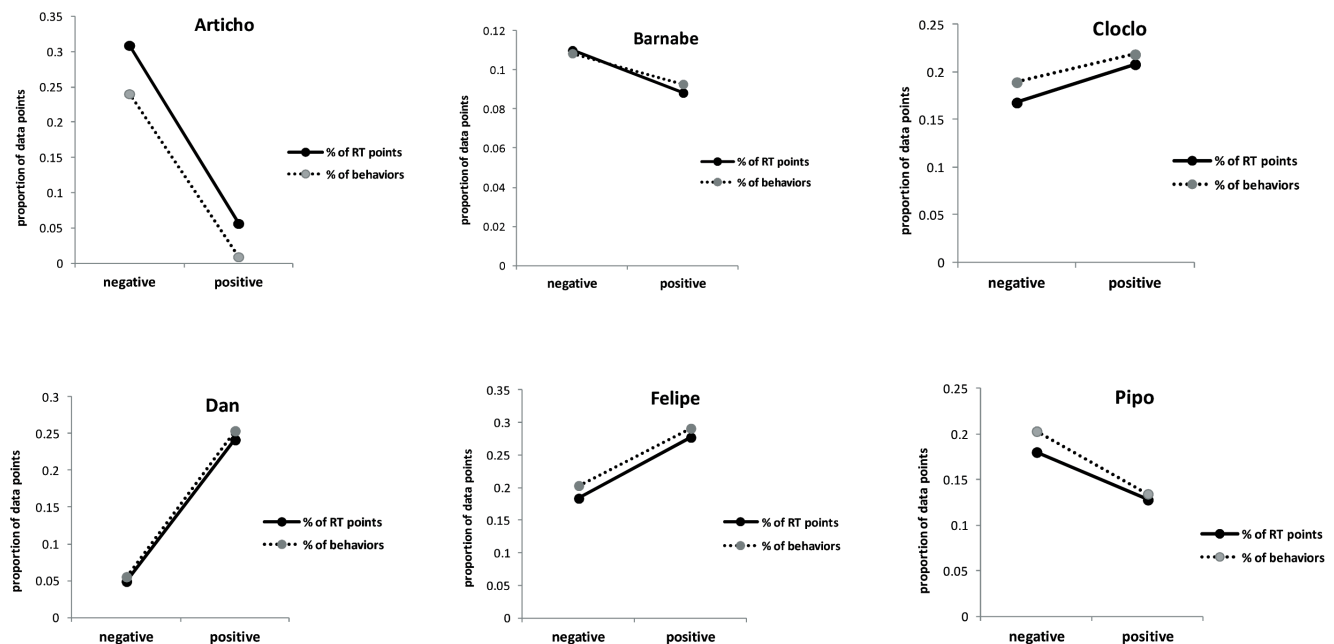 Articho
proportion of data points
0.35
0.3
0.25
0.2
0.15
0.1
0.05
0
negative positive
% of RT points
% of behaviors
Barnabe
proportion of data points
0.12
0.1
0.08
0.06
0.04
0.02
0
negative positive
% of RT points
% of behaviors
Cloclo
proportion of data points
0.25
0.2
0.15
0.1
0.05
0
negative positive
% of RT points
% of behaviors
Dan
proportion of data points
0.3
0.25
0.2
0.15
0.1
0.05
0
negative positive
% of RT points
% of behaviors
Felipe
proportion of data points
0.35
0.3
0.25
0.2
0.15
0.1
0.05
0
negative positive
% of RT points
% of behaviors
Pipo
proportion of data points
0.25
0.2
0.15
0.1
0.05
0
negative positive
% of RT points
% of behaviors